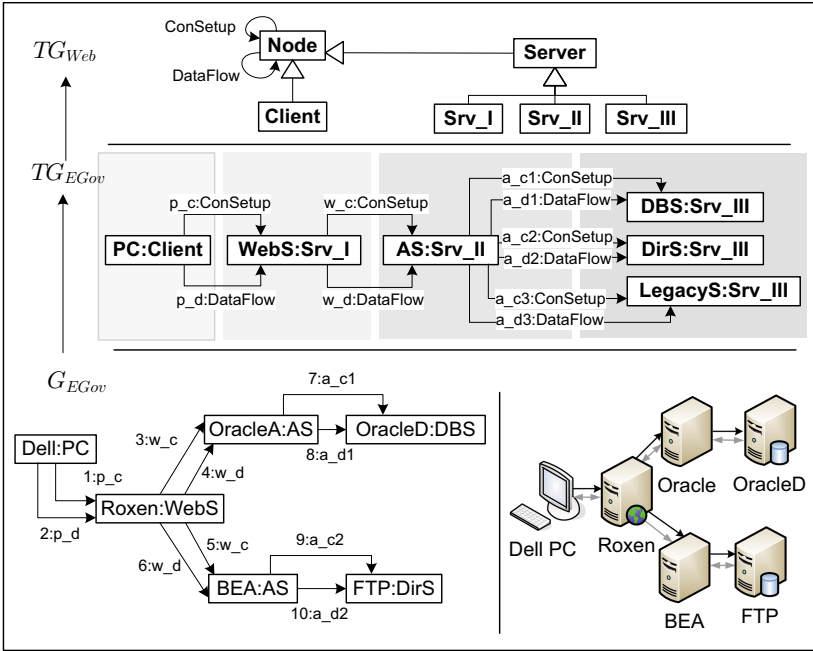 ConSetup
TG_Web
Node
Server
DataFlow
Client
Srv_I
Srv_II
Srv_III
TG_EGov
a_c1:ConSetup
p_c:ConSetup
w_c:ConSetup
a_d1:DataFlow
DBS:Srv_III
PC:Client
WebS:Srv_I
AS:Srv_II
a_c2:ConSetup
DirS:Srv_III
a_d2:DataFlow
p_d:DataFlow
w_d:DataFlow
a_c3:ConSetup
LegacyS:Srv_III
a_d3:DataFlow
G_EGov
7:a_c1
Dell:PC
3:w_c
OracleA:AS
OracleD:DBS
8:a_d1
1:p_c
4:w_d
Roxen:WebS
2:p_d
5:w_c
9:a_c2
6:w_d
BEA:AS
FTP:DirS
10:a_d2
Oracle
OracleD
Dell PC
Roxen
BEA
FTP